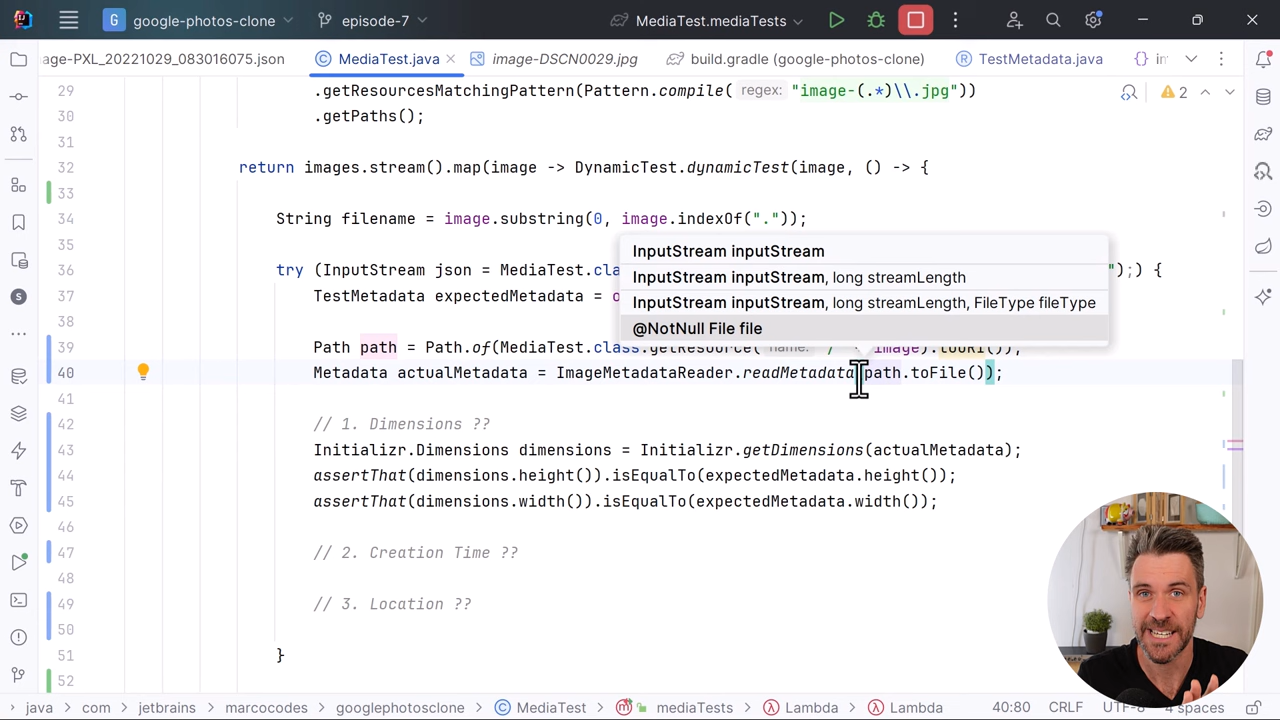 G google-photos-clone episode-7 MediaTest.mediaTests
age-PXL_20221029_083016075.json MediaTest.java image-DSCN0029.jpg build.gradle (google-photos-clone) TestMetadata.java {} in
29 .getResourcesMatchingPattern(Pattern.compile( regex: "image-(.*)\\.jpg")) 2
30 .getPaths();
31
32 return images.stream().map(image -> DynamicTest.dynamicTest(image, () -> {
33
34 String filename = image.substring(0, image.indexOf("."));
35
InputStream inputStream
36 try (InputStream json = MediaTest.cla ");) {
InputStream inputStream, long streamLength
37 TestMetadata expectedMetadata = o
InputStream inputStream, long streamLength, FileType fileType
38
@NotNull File file
39 Path path = Path.of(MediaTest.class.getResource( name: "/" + image).toURI());
40 Metadata actualMetadata = ImageMetadataReader.readMetadata(path.toFile());
41
42 // 1. Dimensions ??
43 Initializr.Dimensions dimensions = Initializr.getDimensions(actualMetadata);
44 assertThat(dimensions.height()).isEqualTo(expectedMetadata.height());
45 assertThat(dimensions.width()).isEqualTo(expectedMetadata.width());
46
47 // 2. Creation Time ??
48
49 // 3. Location ??
50
51 }
52
java com jetbrains marcocodes googlephotosclone MediaTest mediaTests Lambda Lambda 40:80 CRLF UTF-8 4 spaces